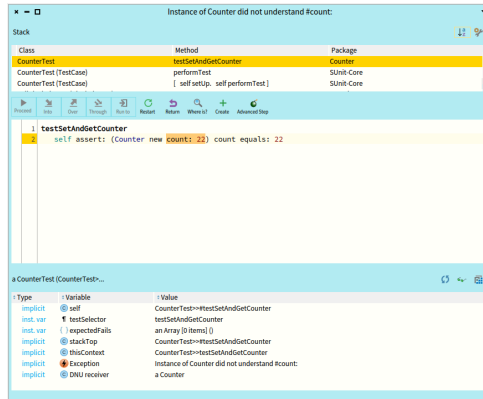 Instance of Counter did not understand #count:
Stack
Class Method Package
CounterTest testSetAndGetCounter Counter
CounterTest (TestCase) performTest SUnit-Core
CounterTest (TestCase) [ self setUp. self performTest ] SUnit-Core
Proceed Into Over Through Run to Restart Return Where is? Create Advanced Step
1 testSetAndGetCounter
2 self assert: (Counter new count: 22) count equals: 22
a CounterTest (CounterTest>...
Type Variable Value
implicit self CounterTest>>#testSetAndGetCounter
inst. var testSelector testSetAndGetCounter
inst. var expectedFails an Array [0 items] ()
implicit stackTop CounterTest>>#testSetAndGetCounter
implicit thisContext CounterTest>>testSetAndGetCounter
implicit Exception Instance of Counter did not understand #count:
implicit DNU receiver a Counter